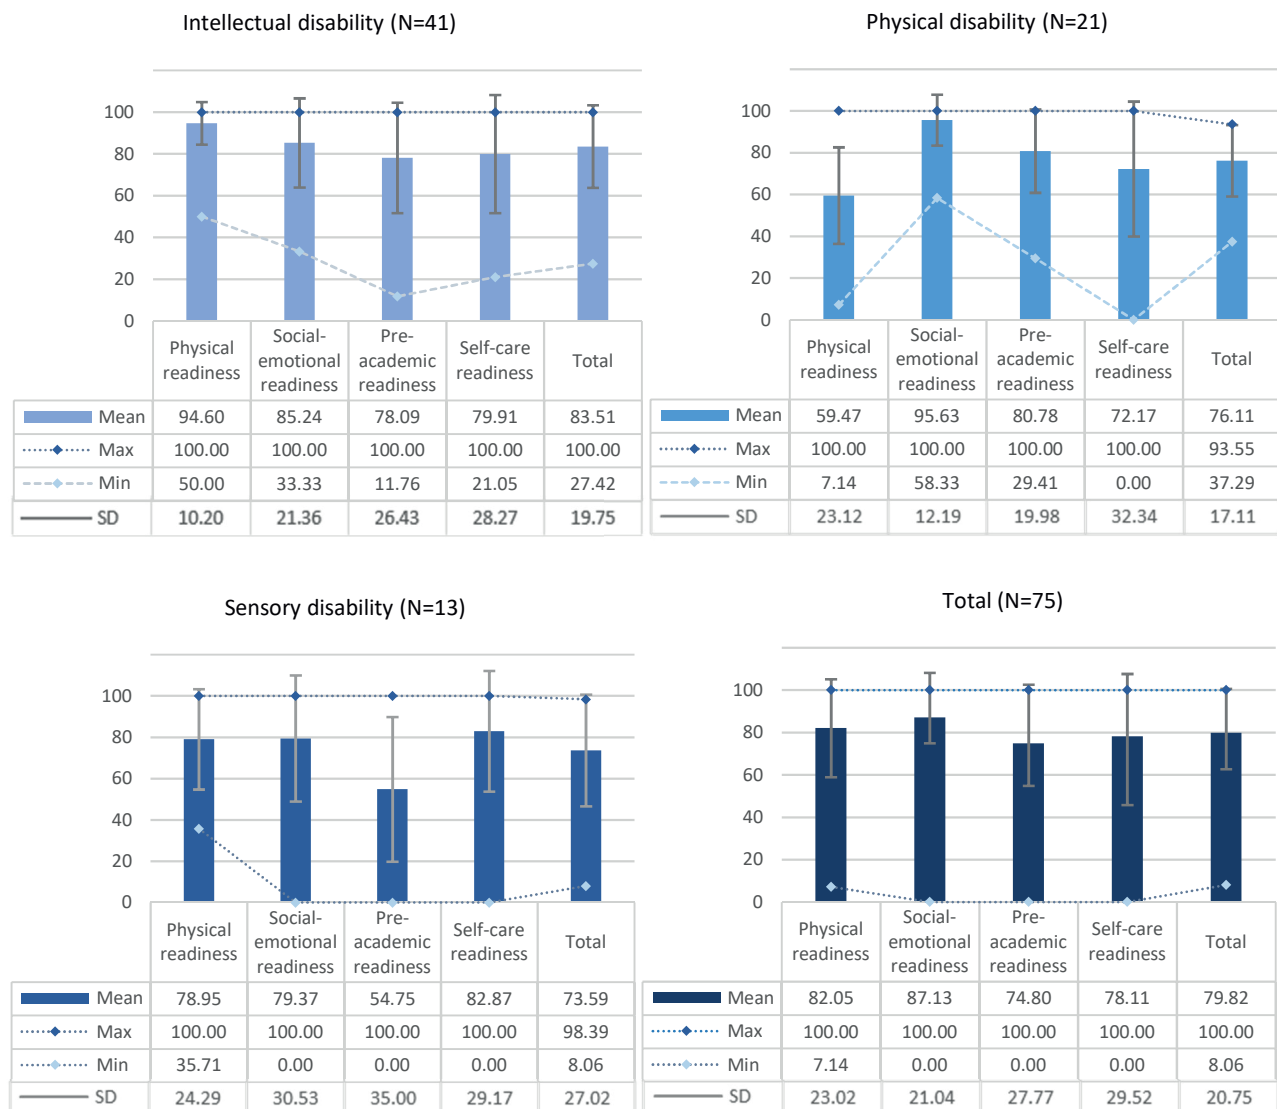 Intellectual disability (N=41)
100
80
60
40
20
0
Physical readiness
Social-emotional readiness
Pre-academic readiness
Self-care readiness
Total
Mean 94.60 85.24 78.09 79.91 83.51
Max 100.00 100.00 100.00 100.00 100.00
Min 50.00 33.33 11.76 21.05 27.42
SD 10.20 21.36 26.43 28.27 19.75
Physical disability (N=21)
100
80
60
40
20
0
Physical readiness
Social-emotional readiness
Pre-academic readiness
Self-care readiness
Total
Mean 59.47 95.63 80.78 72.17 76.11
Max 100.00 100.00 100.00 100.00 93.55
Min 7.14 58.33 29.41 0.00 37.29
SD 23.12 12.19 19.98 32.34 17.11
Sensory disability (N=13)
100
80
60
40
20
0
Physical readiness
Social-emotional readiness
Pre-academic readiness
Self-care readiness
Total
Mean 78.95 79.37 54.75 82.87 73.59
Max 100.00 100.00 100.00 100.00 98.39
Min 35.71 0.00 0.00 0.00 8.06
SD 24.29 30.53 35.00 29.17 27.02
Total (N=75)
100
80
60
40
20
0
Physical readiness
Social-emotional readiness
Pre-academic readiness
Self-care readiness
Total
Mean 82.05 87.13 74.80 78.11 79.82
Max 100.00 100.00 100.00 100.00 100.00
Min 7.14 0.00 0.00 0.00 8.06
SD 23.02 21.04 27.77 29.52 20.75